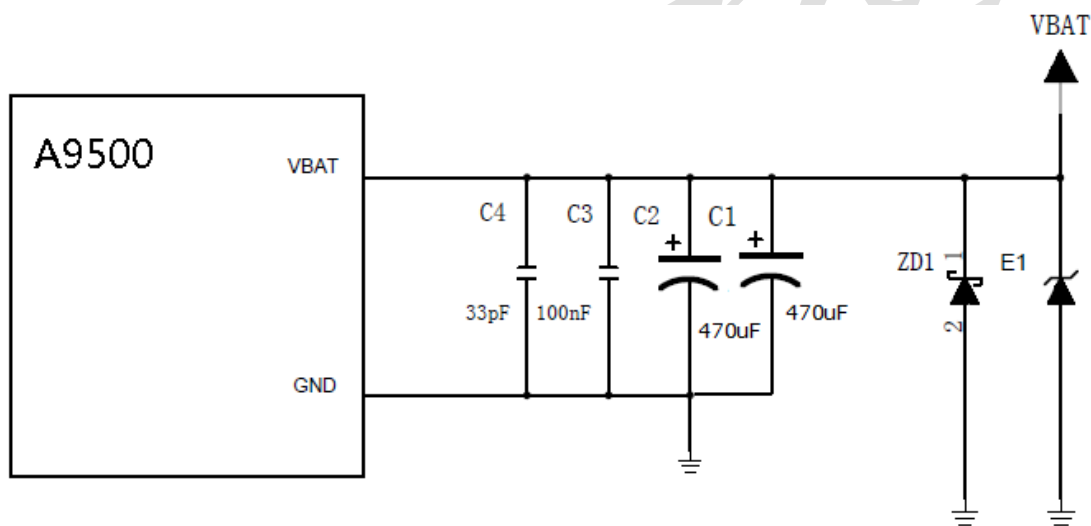 VBAT
A9500
VBAT
C4
C3
C2
C1
+
+
ZD1
1
E1
33pF
100nF
470uF
470uF
2
GND